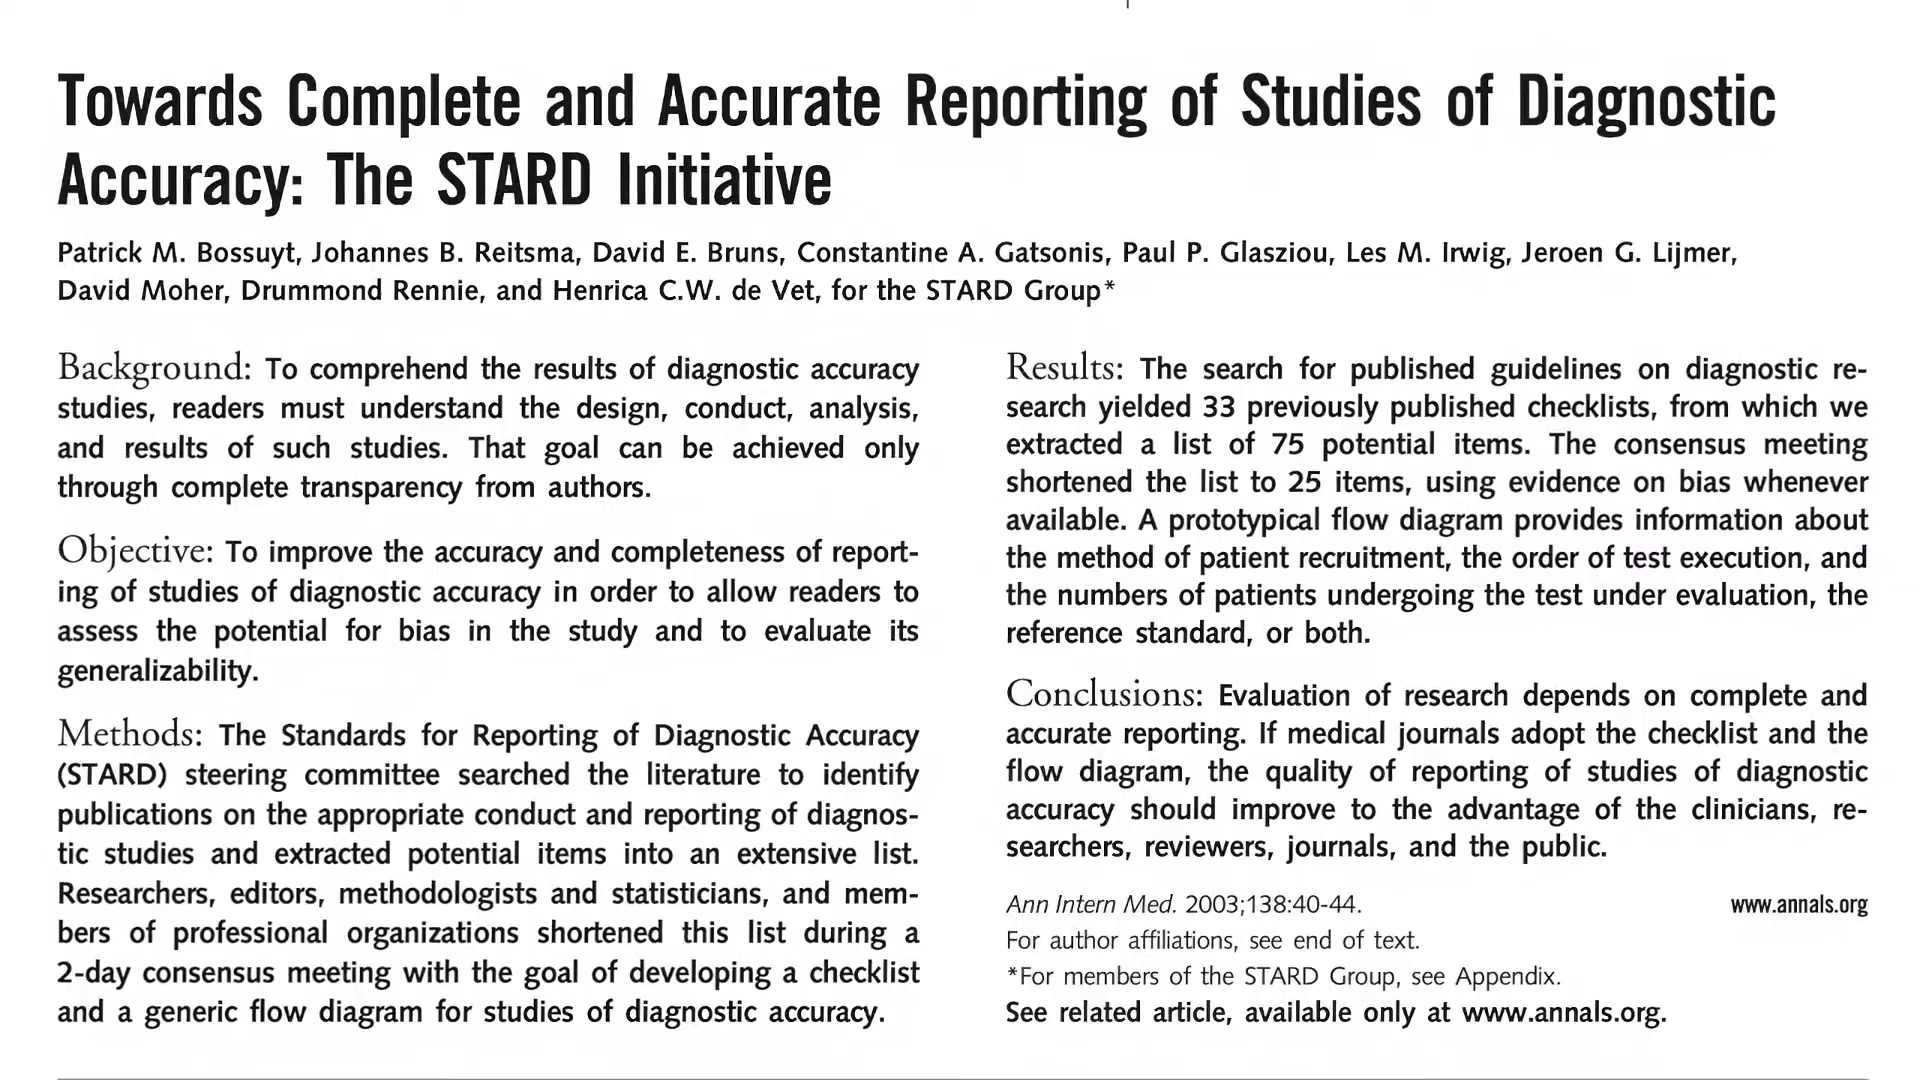 Towards Complete and Accurate Reporting of Studies of Diagnostic
Accuracy: The STARD Initiative
Patrick M. Bossuyt, Johannes B. Reitsma, David E. Bruns, Constantine A. Gatsonis, Paul P. Glasziou, Les M. Irwig, Jeroen G. Lijmer,
David Moher, Drummond Rennie, and Henrica C.W. de Vet, for the STARD Group*
Background: To comprehend the results of diagnostic accuracy
studies, readers must understand the design, conduct, analysis,
and results of such studies. That goal can be achieved only
through complete transparency from authors.
Objective: To improve the accuracy and completeness of report-
ing of studies of diagnostic accuracy in order to allow readers to
assess the potential for bias in the study and to evaluate its
generalizability.
Methods: The Standards for Reporting of Diagnostic Accuracy
(STARD) steering committee searched the literature to identify
publications on the appropriate conduct and reporting of diagnos-
tic studies and extracted potential items into an extensive list.
Researchers, editors, methodologists and statisticians, and mem-
bers of professional organizations shortened this list during a
2-day consensus meeting with the goal of developing a checklist
and a generic flow diagram for studies of diagnostic accuracy.
Results: The search for published guidelines on diagnostic re-
search yielded 33 previously published checklists, from which we
extracted a list of 75 potential items. The consensus meeting
shortened the list to 25 items, using evidence on bias whenever
available. A prototypical flow diagram provides information about
the method of patient recruitment, the order of test execution, and
the numbers of patients undergoing the test under evaluation, the
reference standard, or both.
Conclusions: Evaluation of research depends on complete and
accurate reporting. If medical journals adopt the checklist and the
flow diagram, the quality of reporting of studies of diagnostic
accuracy should improve to the advantage of the clinicians, re-
searchers, reviewers, journals, and the public.
Ann Intern Med. 2003;138:40-44. www.annals.org
For author affiliations, see end of text.
*For members of the STARD Group, see Appendix.
See related article, available only at www.annals.org.